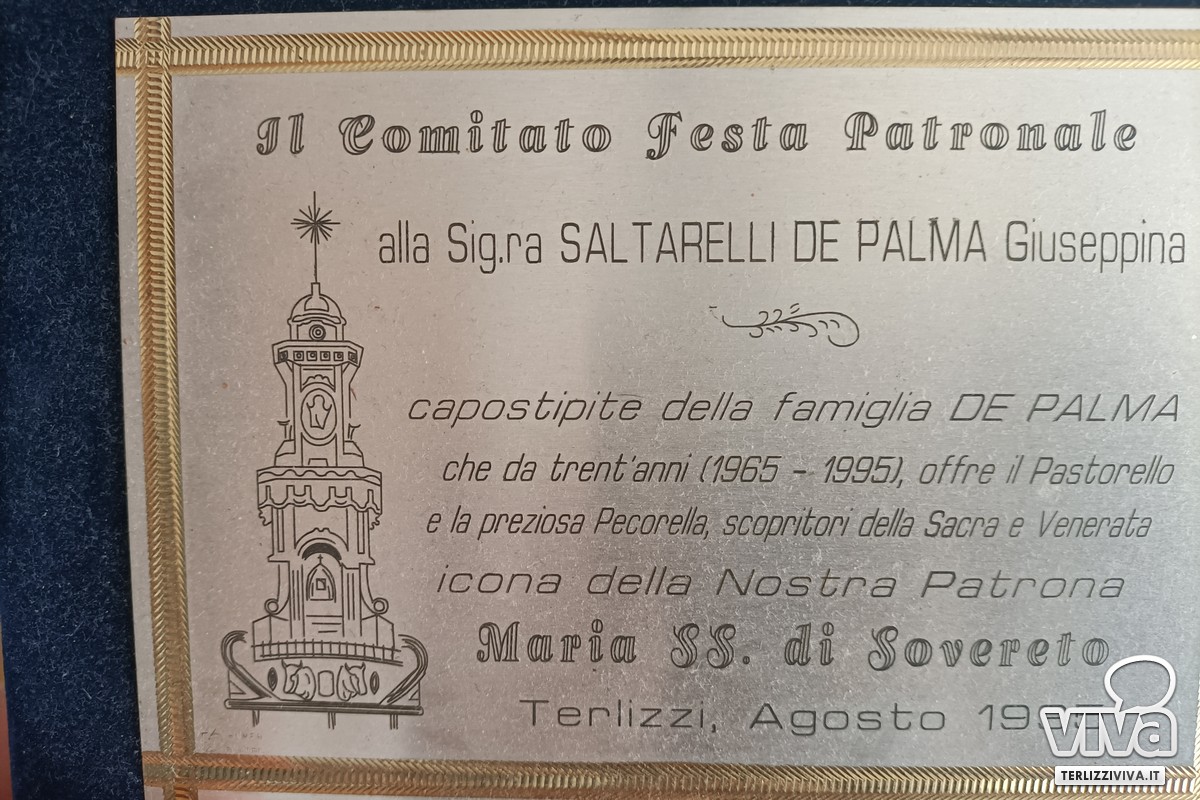 Il Comitato Festa Patronale
alla Sig.ra SALTARELLI DE PALMA Giuseppina
capostipite della famiglia DE PALMA
che da trent'anni (1965 - 1995), offre il Pastorello
e la preziosa Pecorella, scopritori della Sacra e Venerata
icona della Nostra Patrona
Maria SS. di Sovereto
Terlizzi, Agosto
viva
TERLIZZIVIVA.IT